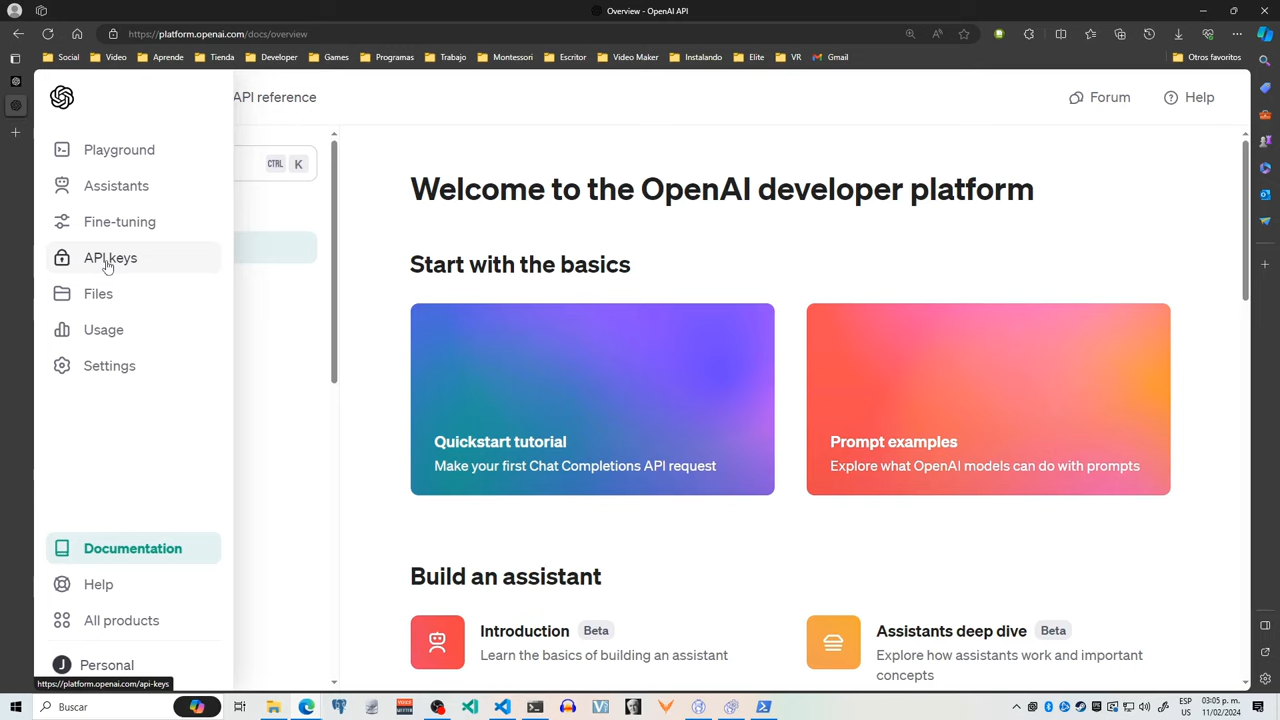 Overview - OpenAI API
https://platform.openai.com/docs/overview
Social Video Aprende Tienda Developer Games Programas Trabajo Montessori Escritor Video Maker Instalando Elite VR Gmail Otros favoritos
API reference Forum Help
CTRL K
Playground
Assistants
Fine-tuning
API keys
Files
Usage
Settings
Documentation
Help
All products
J Personal
https://platform.openai.com/api-keys
Welcome to the OpenAI developer platform
Start with the basics
Quickstart tutorial
Make your first Chat Completions API request
Prompt examples
Explore what OpenAI models can do with prompts
Build an assistant
Introduction Beta
Learn the basics of building an assistant
Assistants deep dive Beta
Explore how assistants work and important
concepts
Buscar
ESP
US
03:05 p. m.
11/02/2024